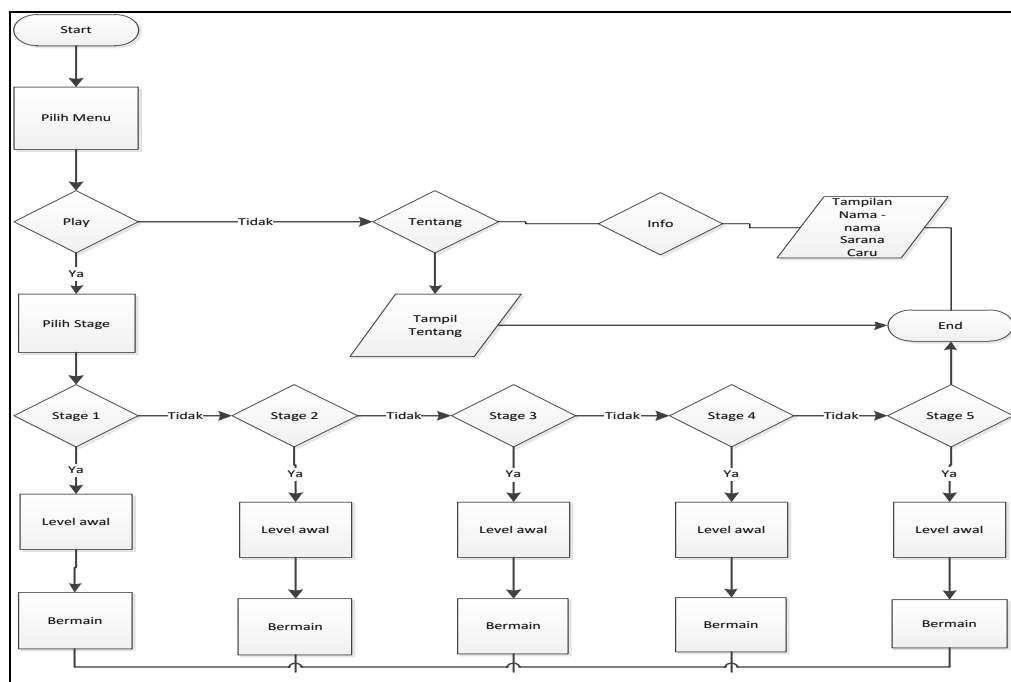 Start
Pilih Menu
Play
Tidak
Tentang
Info
Tampilan
Nama -
nama
Sarana
Caru
Ya
Pilih Stage
Tampil
Tentang
End
Stage 1
Tidak
Stage 2
Tidak
Stage 3
Tidak
Stage 4
Tidak
Stage 5
Ya
Ya
Ya
Ya
Ya
Level awal
Level awal
Level awal
Level awal
Level awal
Bermain
Bermain
Bermain
Bermain
Bermain